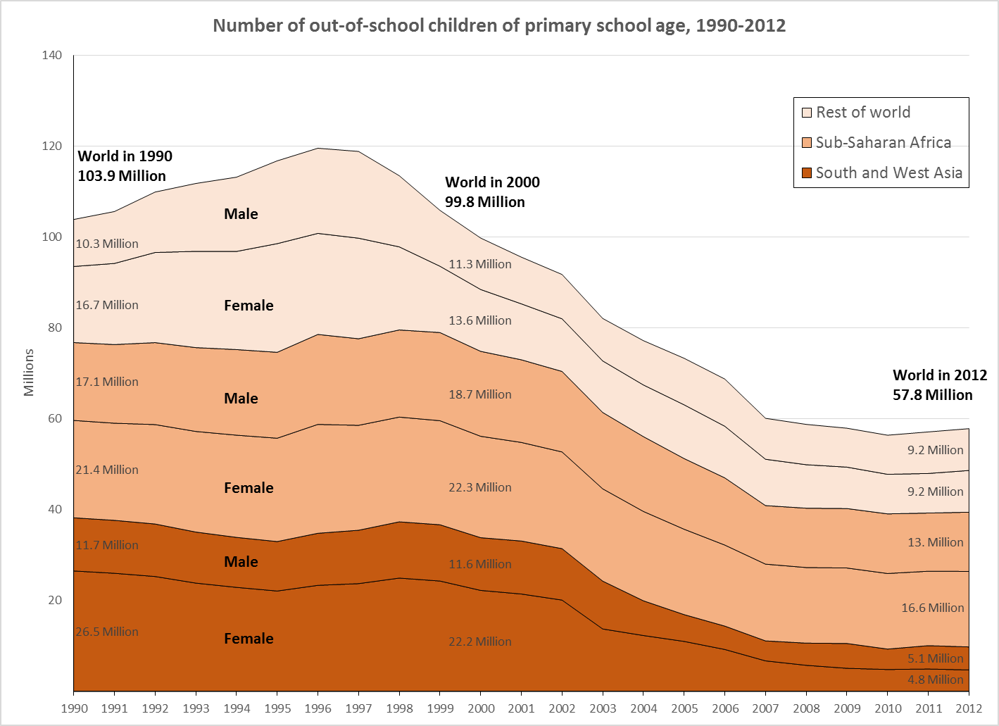 Number of out-of-school children of primary school age, 1990-2012
140
120
100
80
60
40
20
Millions
Rest of world
Sub-Saharan Africa
South and West Asia
World in 1990
103.9 Million
World in 2000
99.8 Million
World in 2012
57.8 Million
10.3 Million
Male
11.3 Million
9.2 Million
16.7 Million
Female
13.6 Million
9.2 Million
17.1 Million
Male
18.7 Million
13. Million
21.4 Million
Female
22.3 Million
16.6 Million
11.7 Million
Male
11.6 Million
5.1 Million
26.5 Million
Female
22.2 Million
4.8 Million
1990 1991 1992 1993 1994 1995 1996 1997 1998 1999 2000 2001 2002 2003 2004 2005 2006 2007 2008 2009 2010 2011 2012